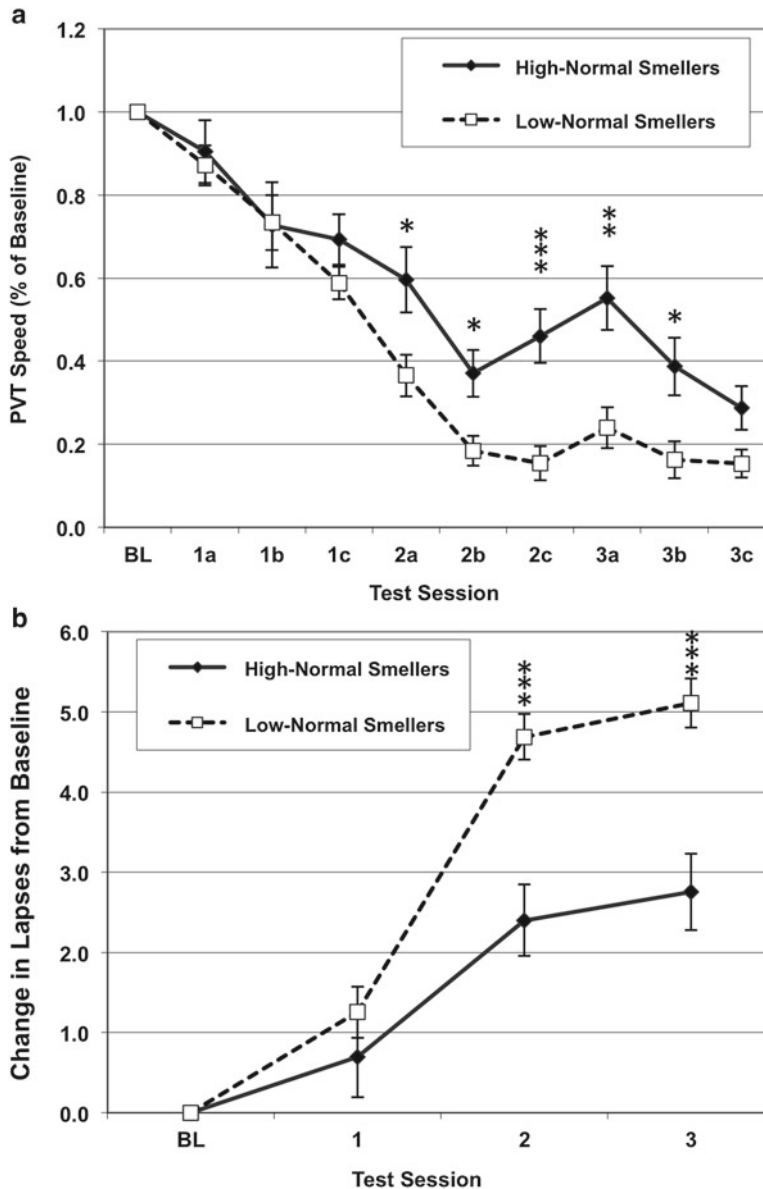 a
1.2
1.0
0.8
0.6
0.4
0.2
0.0
PVT Speed (% of Baseline)
High-Normal Smellers
Low-Normal Smellers
*
*
***
**
*
BL 1a 1b 1c 2a 2b 2c 3a 3b 3c
Test Session
b
6.0
5.0
4.0
3.0
2.0
1.0
0.0
Change in Lapses from Baseline
High-Normal Smellers
Low-Normal Smellers
***
***
BL 1 2 3
Test Session